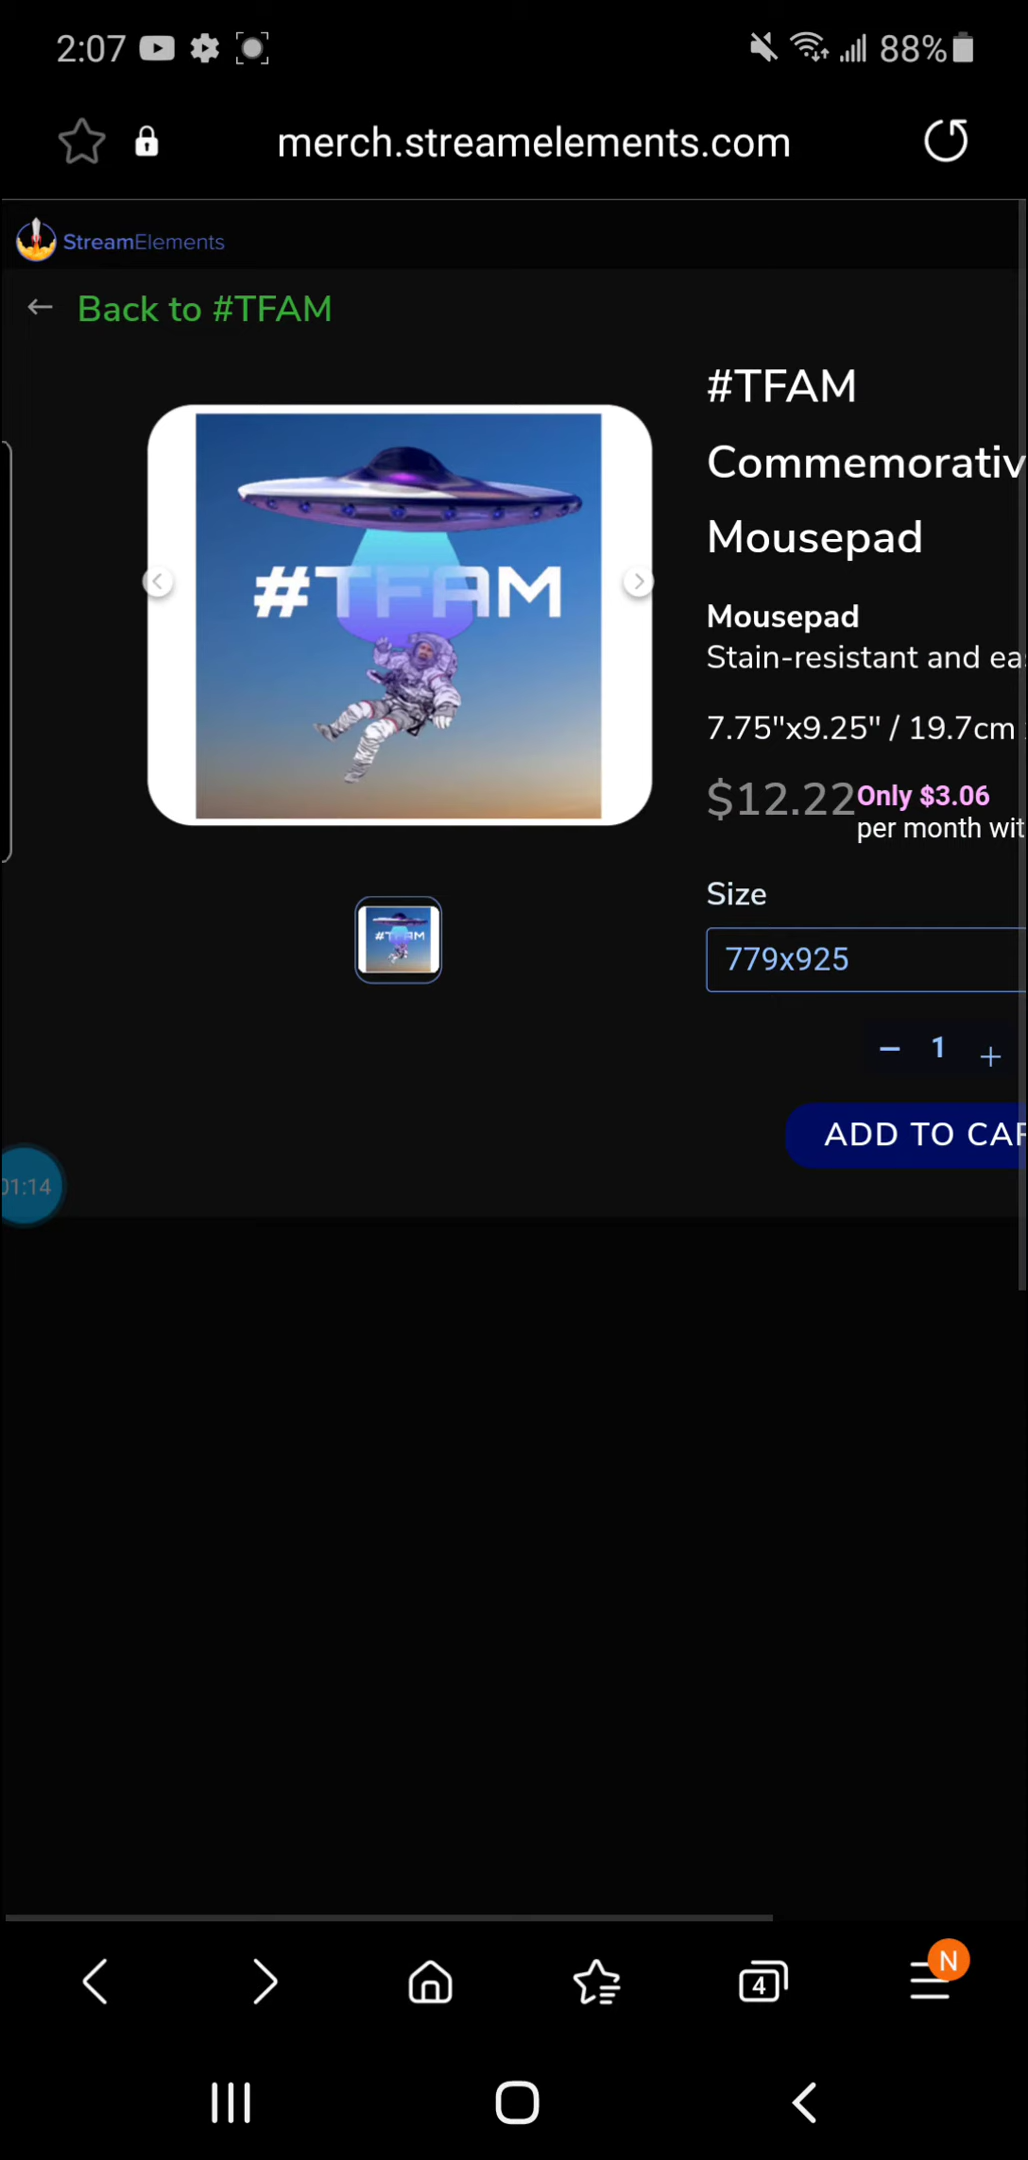 2:07
88%
merch.streamelements.com
StreamElements
← Back to #TFAM
#TFAM
#TFAM
Commemorativ
Mousepad
Mousepad
Stain-resistant and ea
7.75"x9.25" / 19.7cm
$12.22 Only $3.06
per month wit
Size
779x925
#TFAM
− 1 +
ADD TO CAR
01:14
4
N